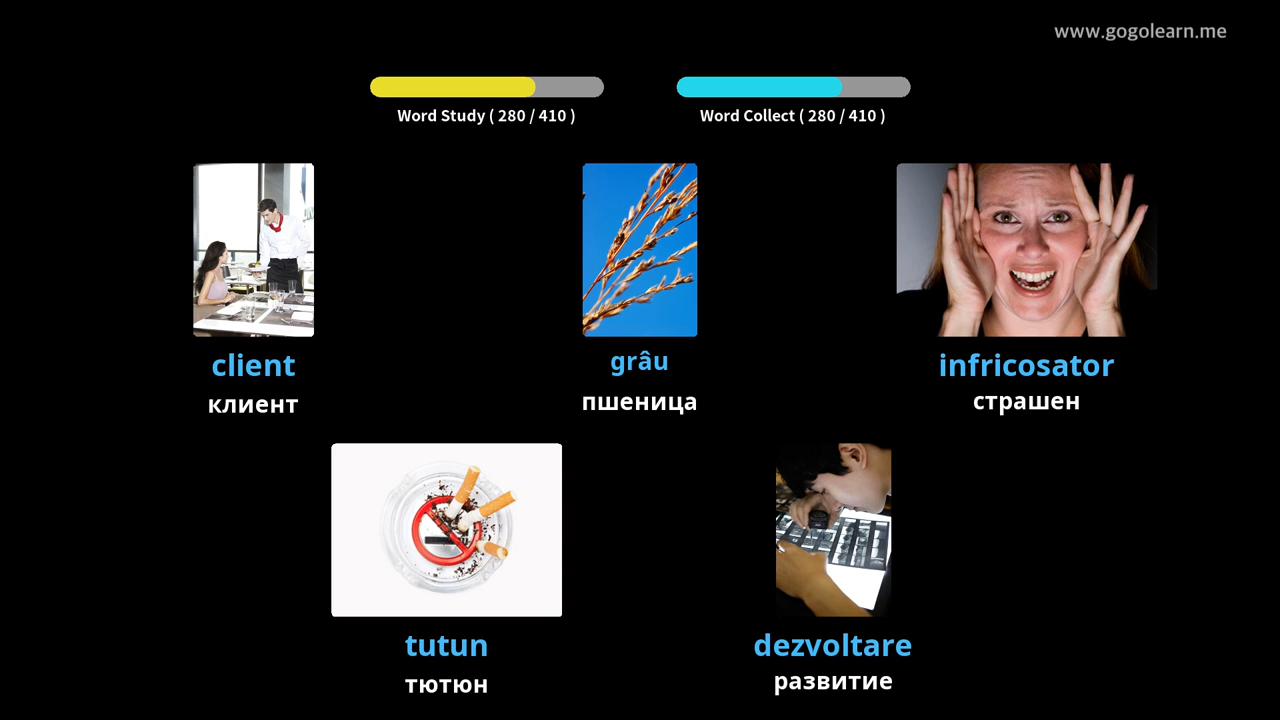 www.gogolearn.me
Word Study ( 280 / 410 )
Word Collect ( 280 / 410 )
client
клиент
grâu
пшеница
infricosator
страшен
tutun
тютюн
dezvoltare
развитие